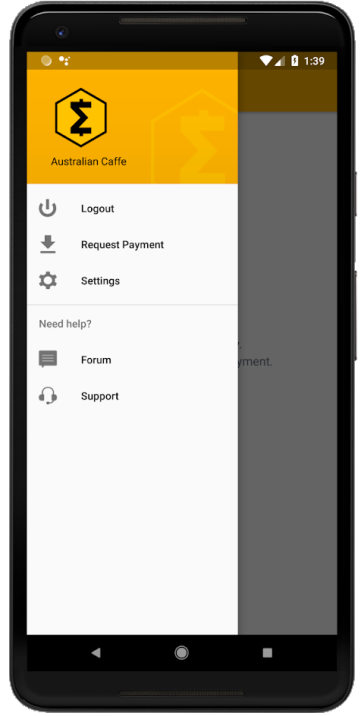 1:39
Australian Caffe
Logout
Request Payment
Settings
Need help?
Forum
Support
yment.